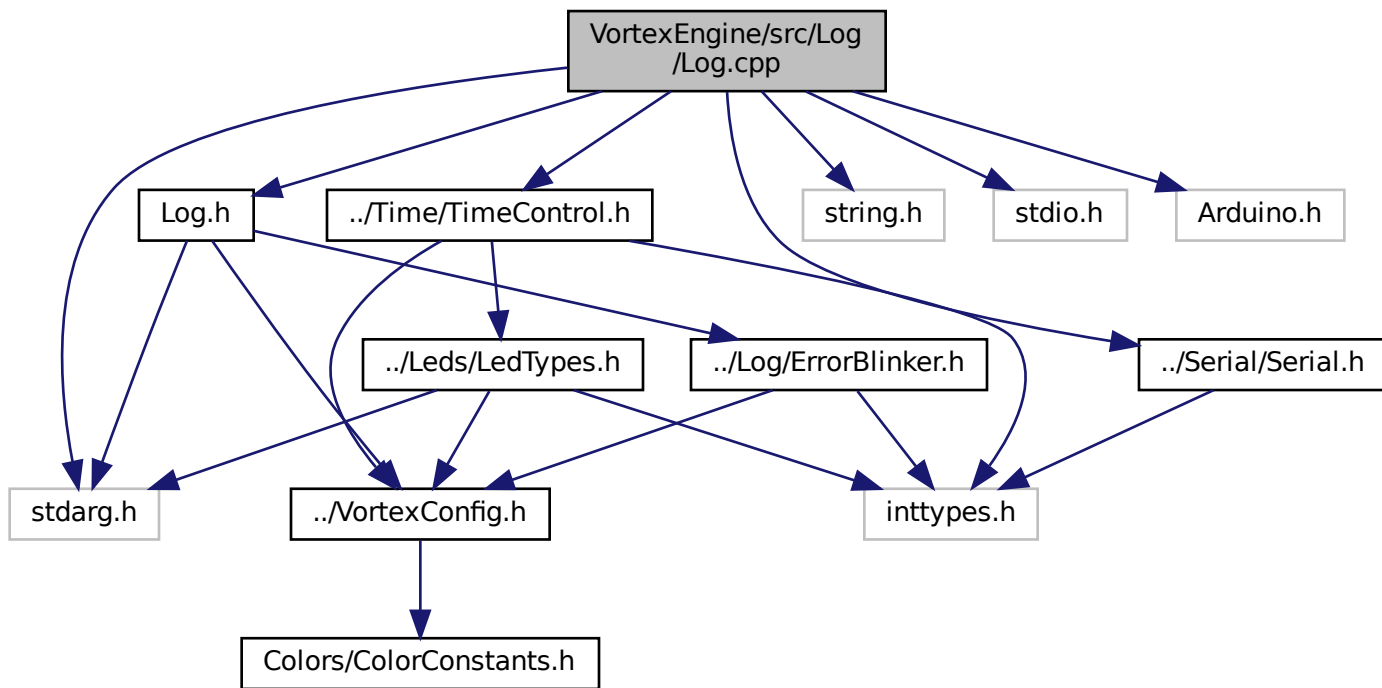 VortexEngine/src/Log
/Log.cpp
Log.h
../Time/TimeControl.h
string.h
stdio.h
Arduino.h
../Leds/LedTypes.h
../Log/ErrorBlinker.h
../Serial/Serial.h
stdarg.h
../VortexConfig.h
inttypes.h
Colors/ColorConstants.h